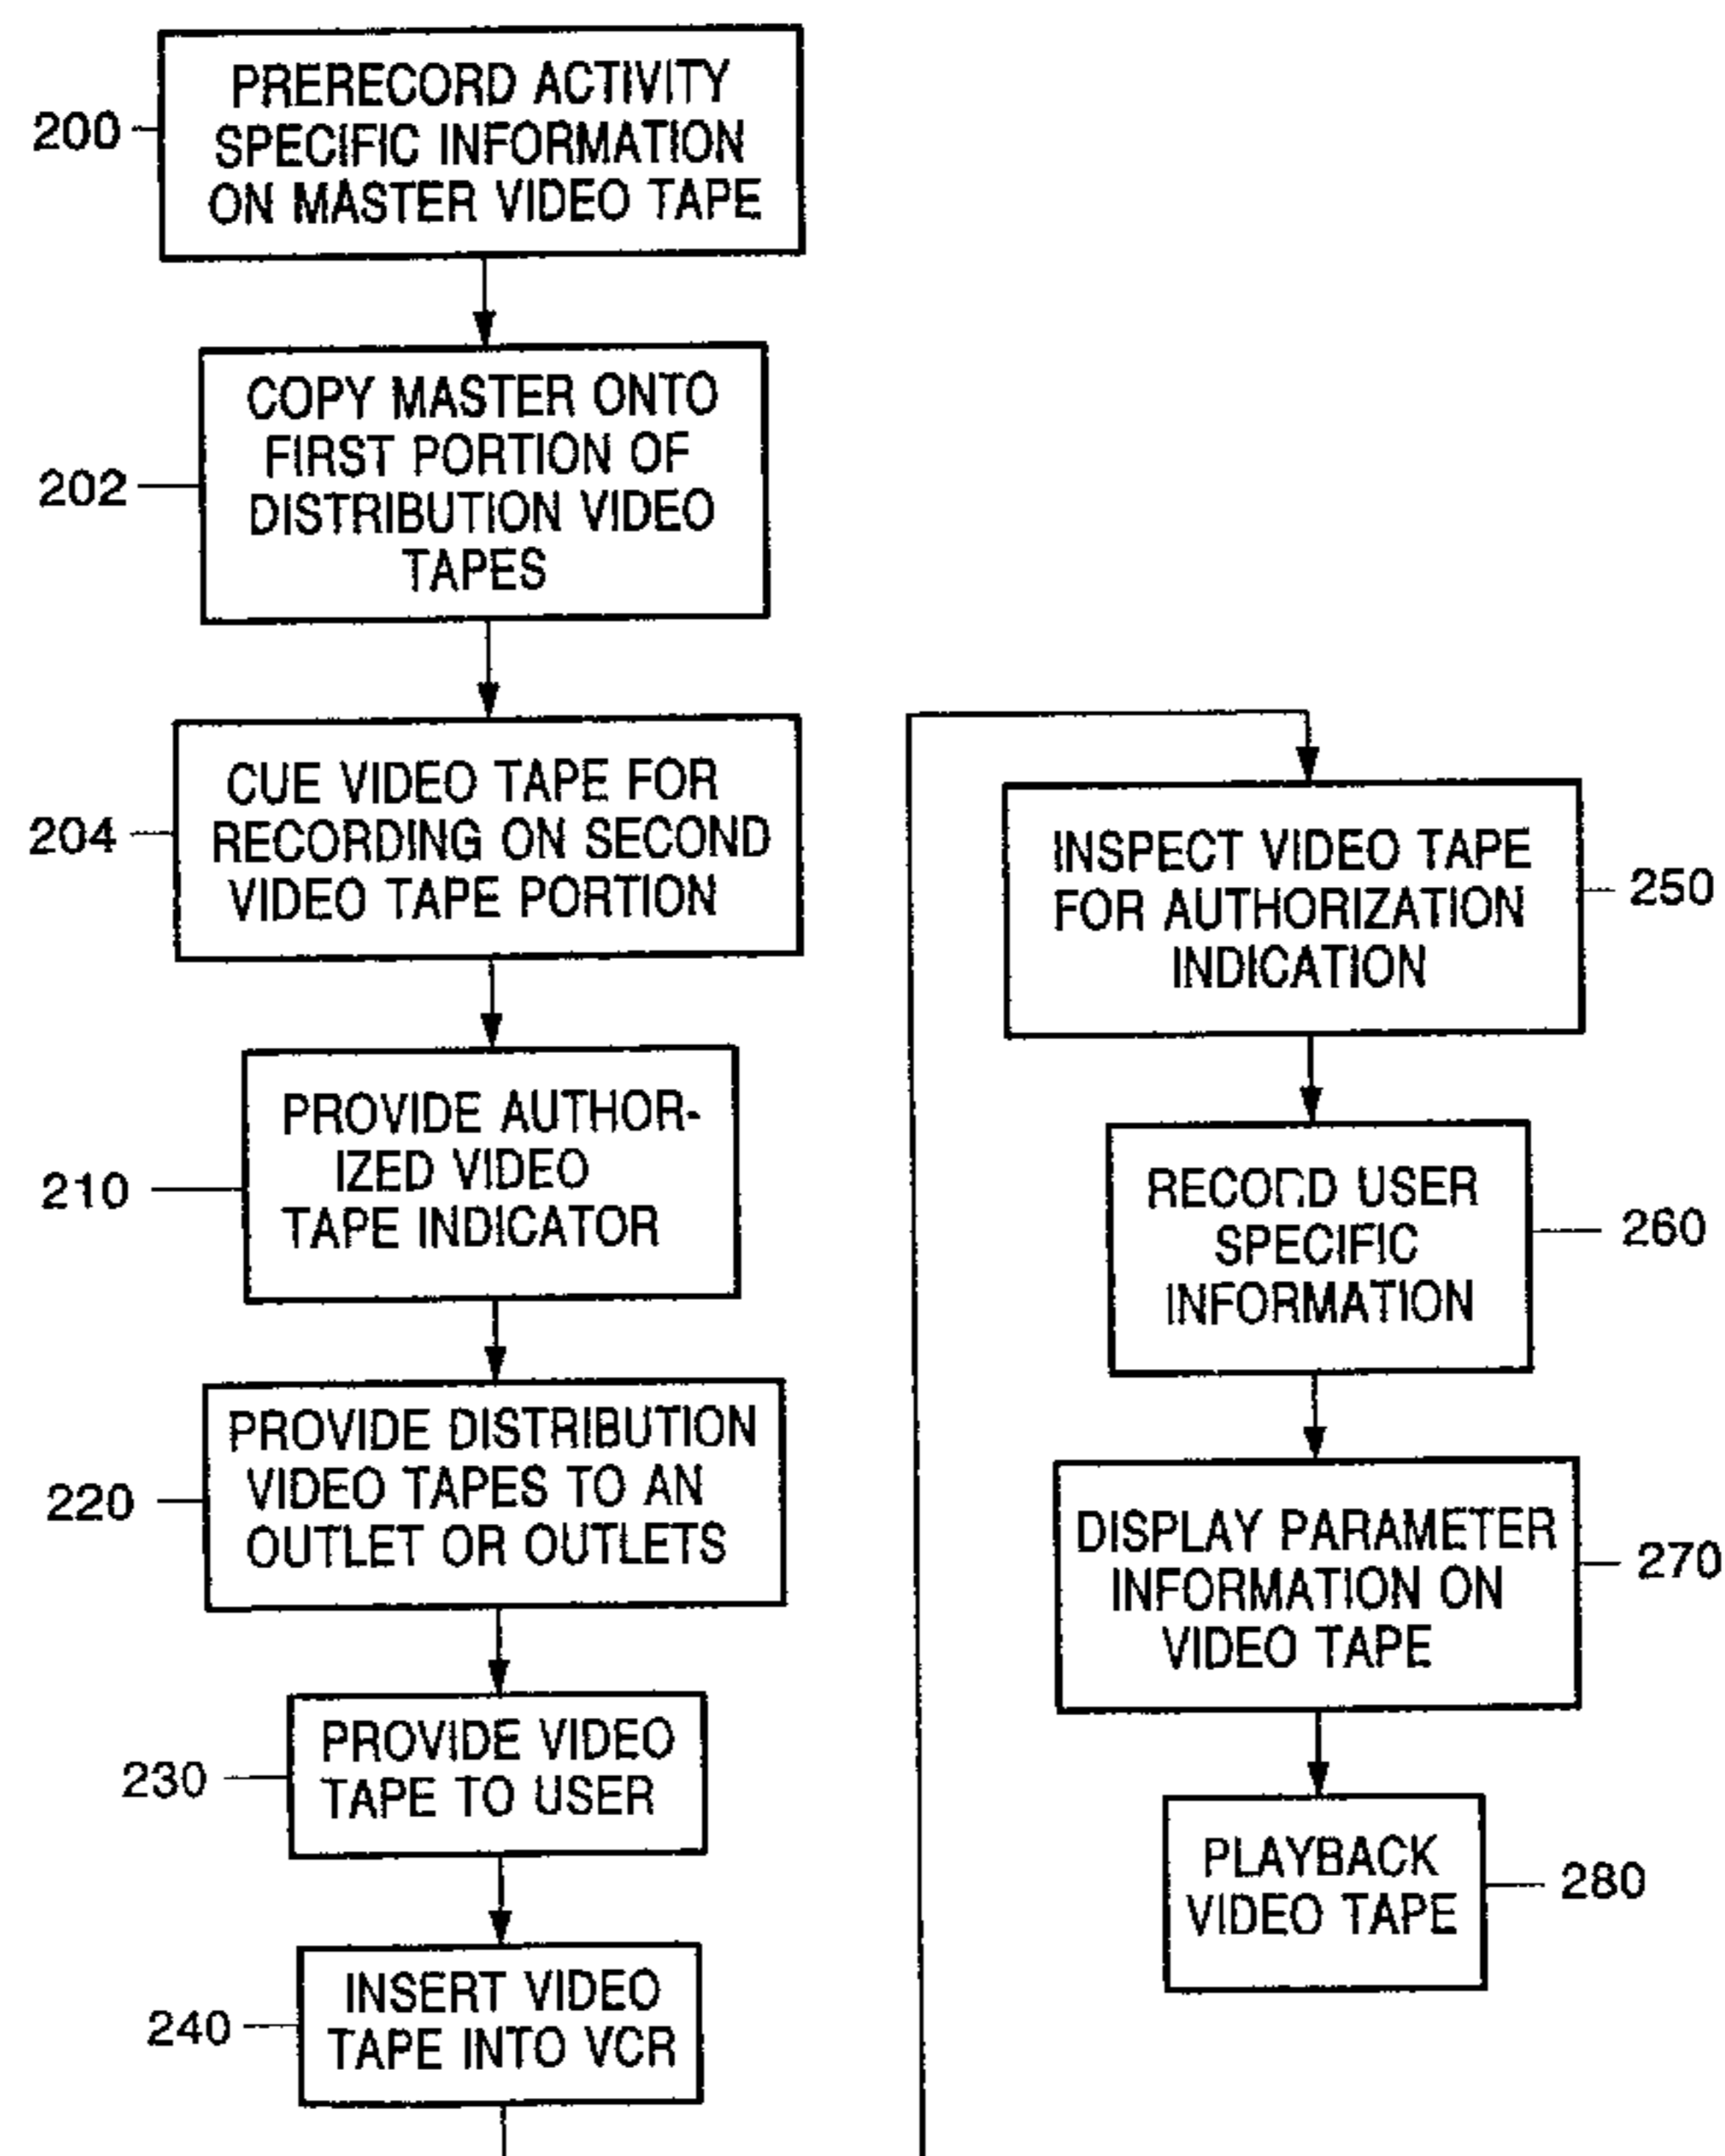 200
PRERECORD ACTIVITY
SPECIFIC INFORMATION
ON MASTER VIDEO TAPE
202
COPY MASTER ONTO
FIRST PORTION OF
DISTRIBUTION VIDEO
TAPES
204
CUE VIDEO TAPE FOR
RECORDING ON SECOND
VIDEO TAPE PORTION
210
PROVIDE AUTHOR-
IZED VIDEO
TAPE INDICATOR
220
PROVIDE DISTRIBUTION
VIDEO TAPES TO AN
OUTLET OR OUTLETS
230
PROVIDE VIDEO
TAPE TO USER
240
INSERT VIDEO
TAPE INTO VCR
INSPECT VIDEO TAPE
FOR AUTHORIZATION
INDICATION
250
RECORD USER
SPECIFIC
INFORMATION
260
DISPLAY PARAMETER
INFORMATION ON
VIDEO TAPE
270
PLAYBACK
VIDEO TAPE
280